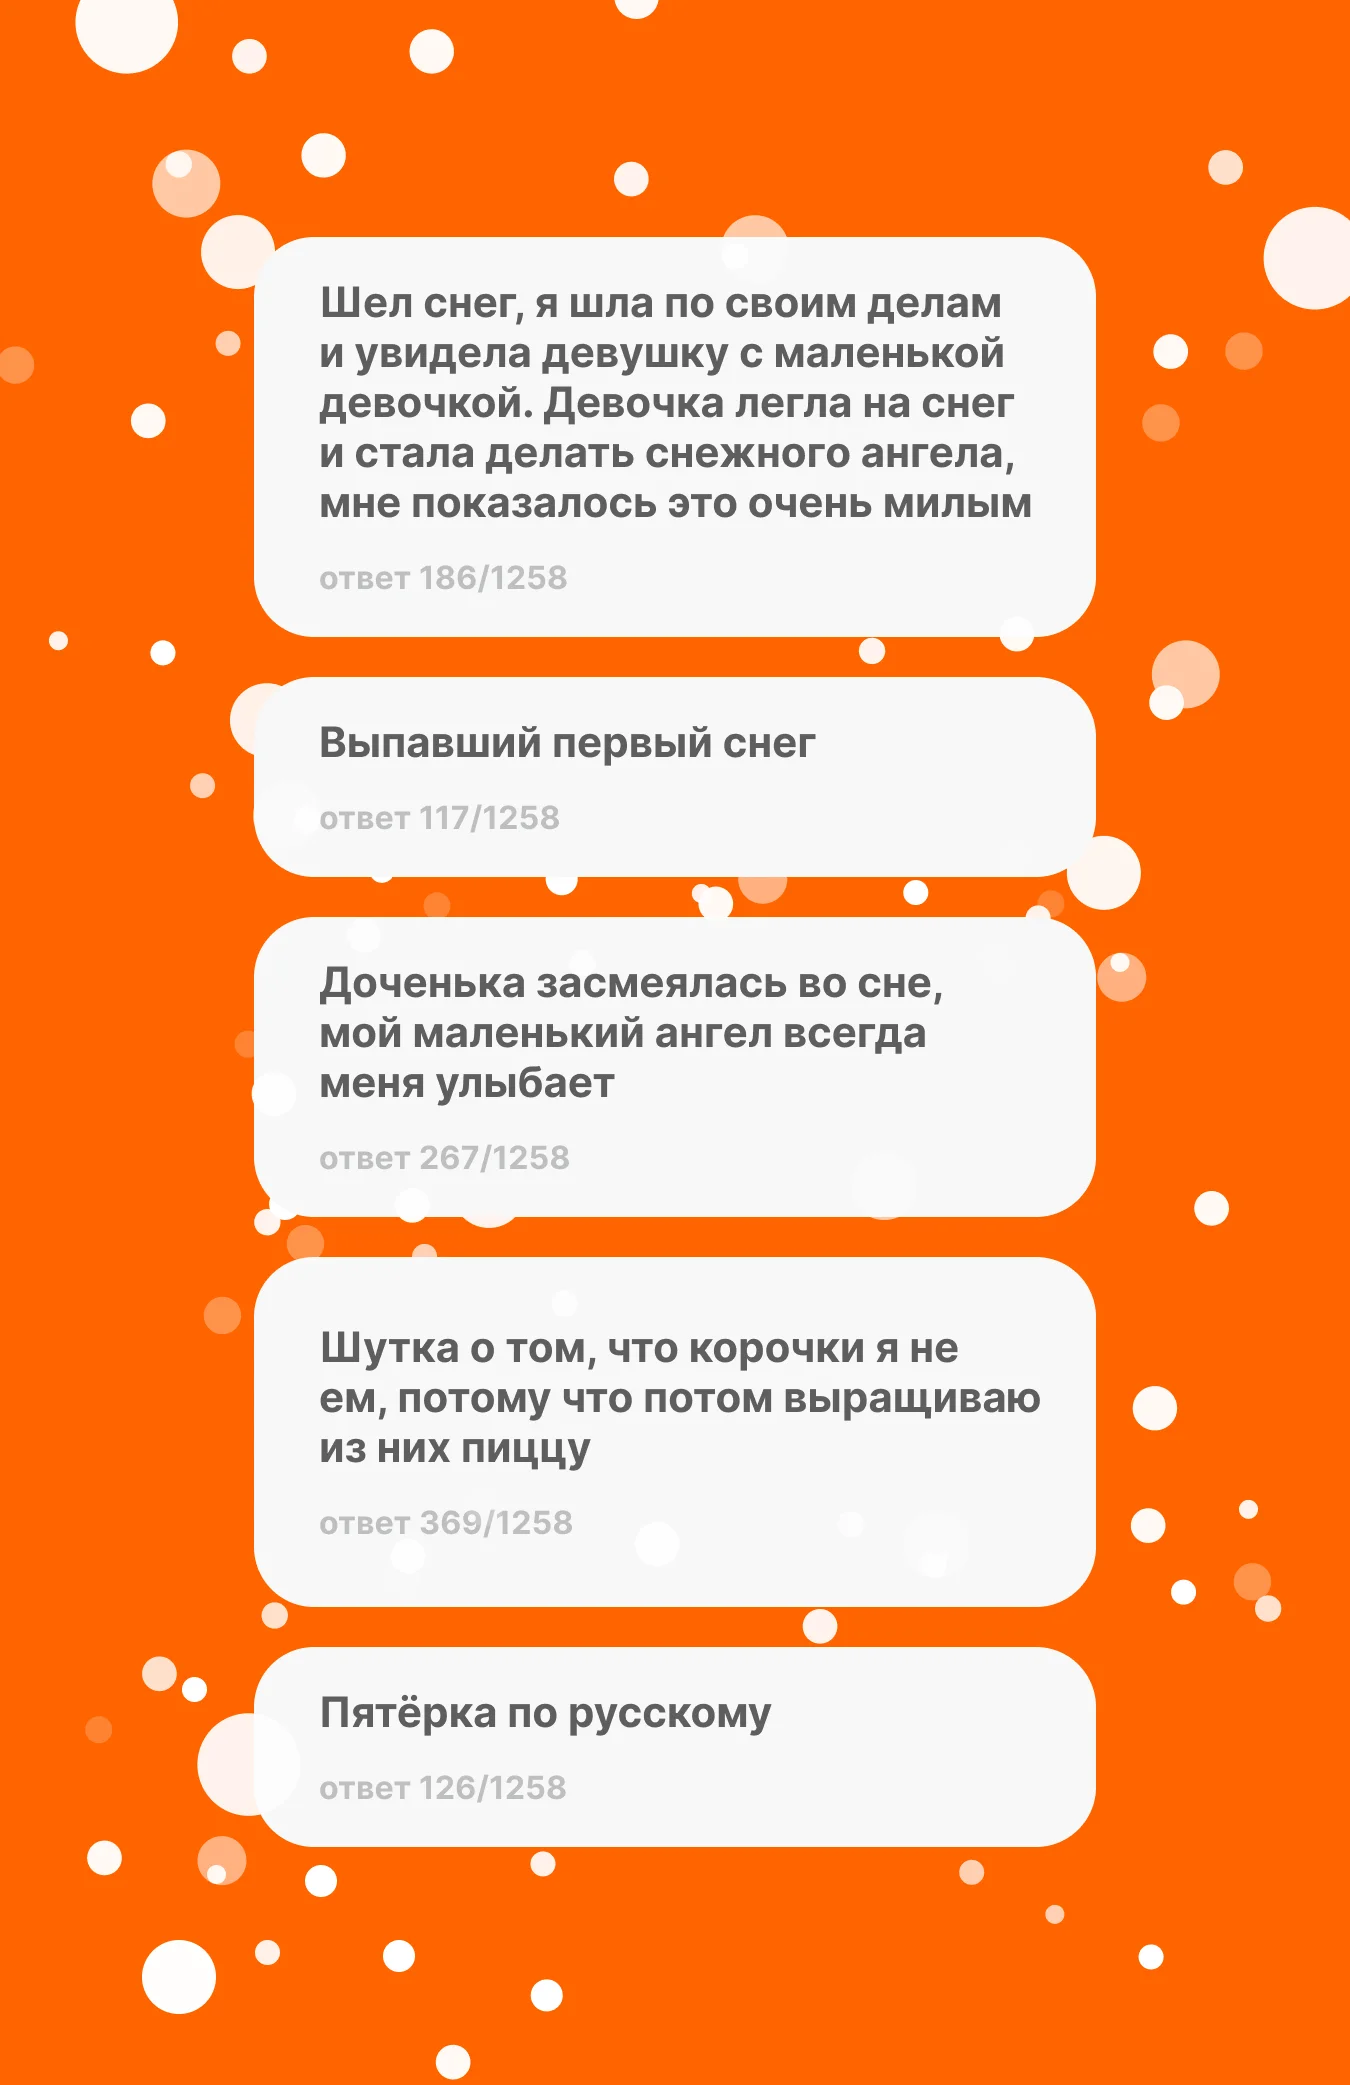 Шел снег, я шла по своим делам
и увидела девушку с маленькой
девочкой. Девочка легла на снег
и стала делать снежного ангела,
мне показалось это очень милым
ответ 186/1258
Выпавший первый снег
ответ 117/1258
Доченька засмеялась во сне,
мой маленький ангел всегда
меня улыбает
ответ 267/1258
Шутка о том, что корочки я не
ем, потому что потом выращиваю
из них пиццу
ответ 369/1258
Пятёрка по русскому
ответ 126/1258